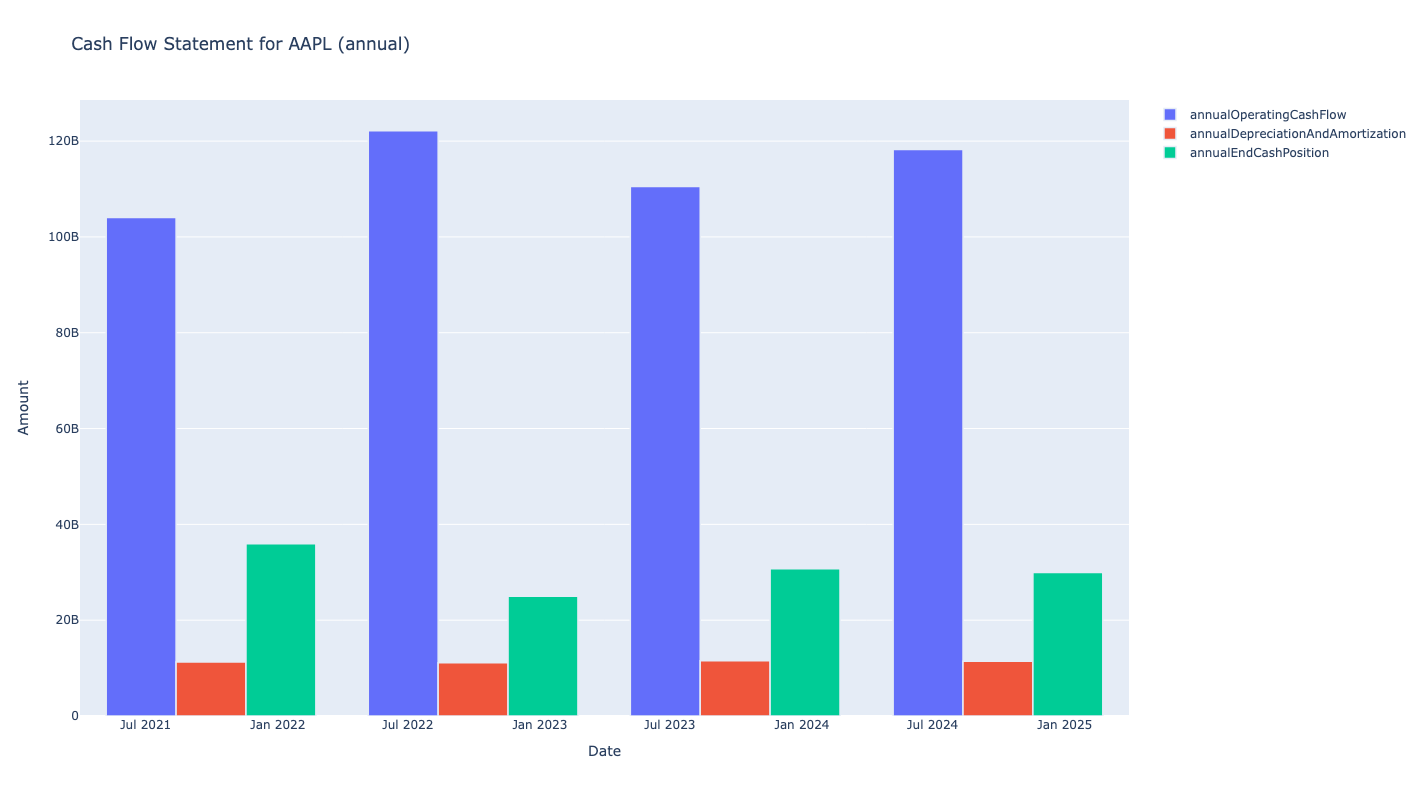 Cash Flow Statement for AAPL (annual)
annualOperatingCashFlow
annualDepreciationAndAmortization
annualEndCashPosition
120B
100B
80B
60B
40B
20B
0
Amount
Jul 2021 Jan 2022 Jul 2022 Jan 2023 Jul 2023 Jan 2024 Jul 2024 Jan 2025
Date